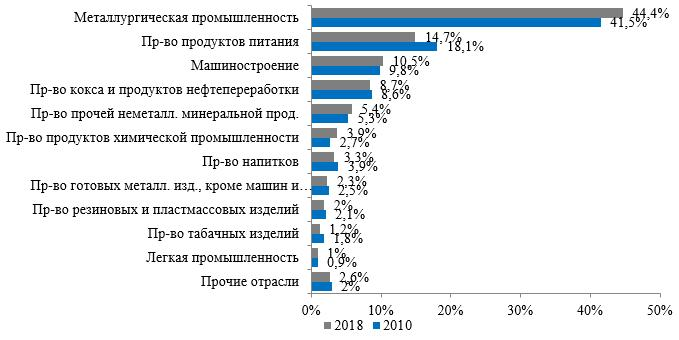 Металлургическая промышленность
44,4%
41,5%
Пр-во продуктов питания
14,7%
18,1%
Машиностроение
10,5%
9,8%
Пр-во кокса и продуктов нефтепереработки
8,7%
8,6%
Пр-во прочей неметалл. минеральной прод.
5,4%
5,3%
Пр-во продуктов химической промышленности
3,9%
2,7%
Пр-во напитков
3,3%
3,9%
Пр-во готовых металл. изд., кроме машин и…
2,3%
2,5%
Пр-во резиновых и пластмассовых изделий
2%
2,1%
Пр-во табачных изделий
1,2%
1,8%
Легкая промышленность
1%
0,9%
Прочие отрасли
2,6%
2%
0% 10% 20% 30% 40% 50%
2018 2010